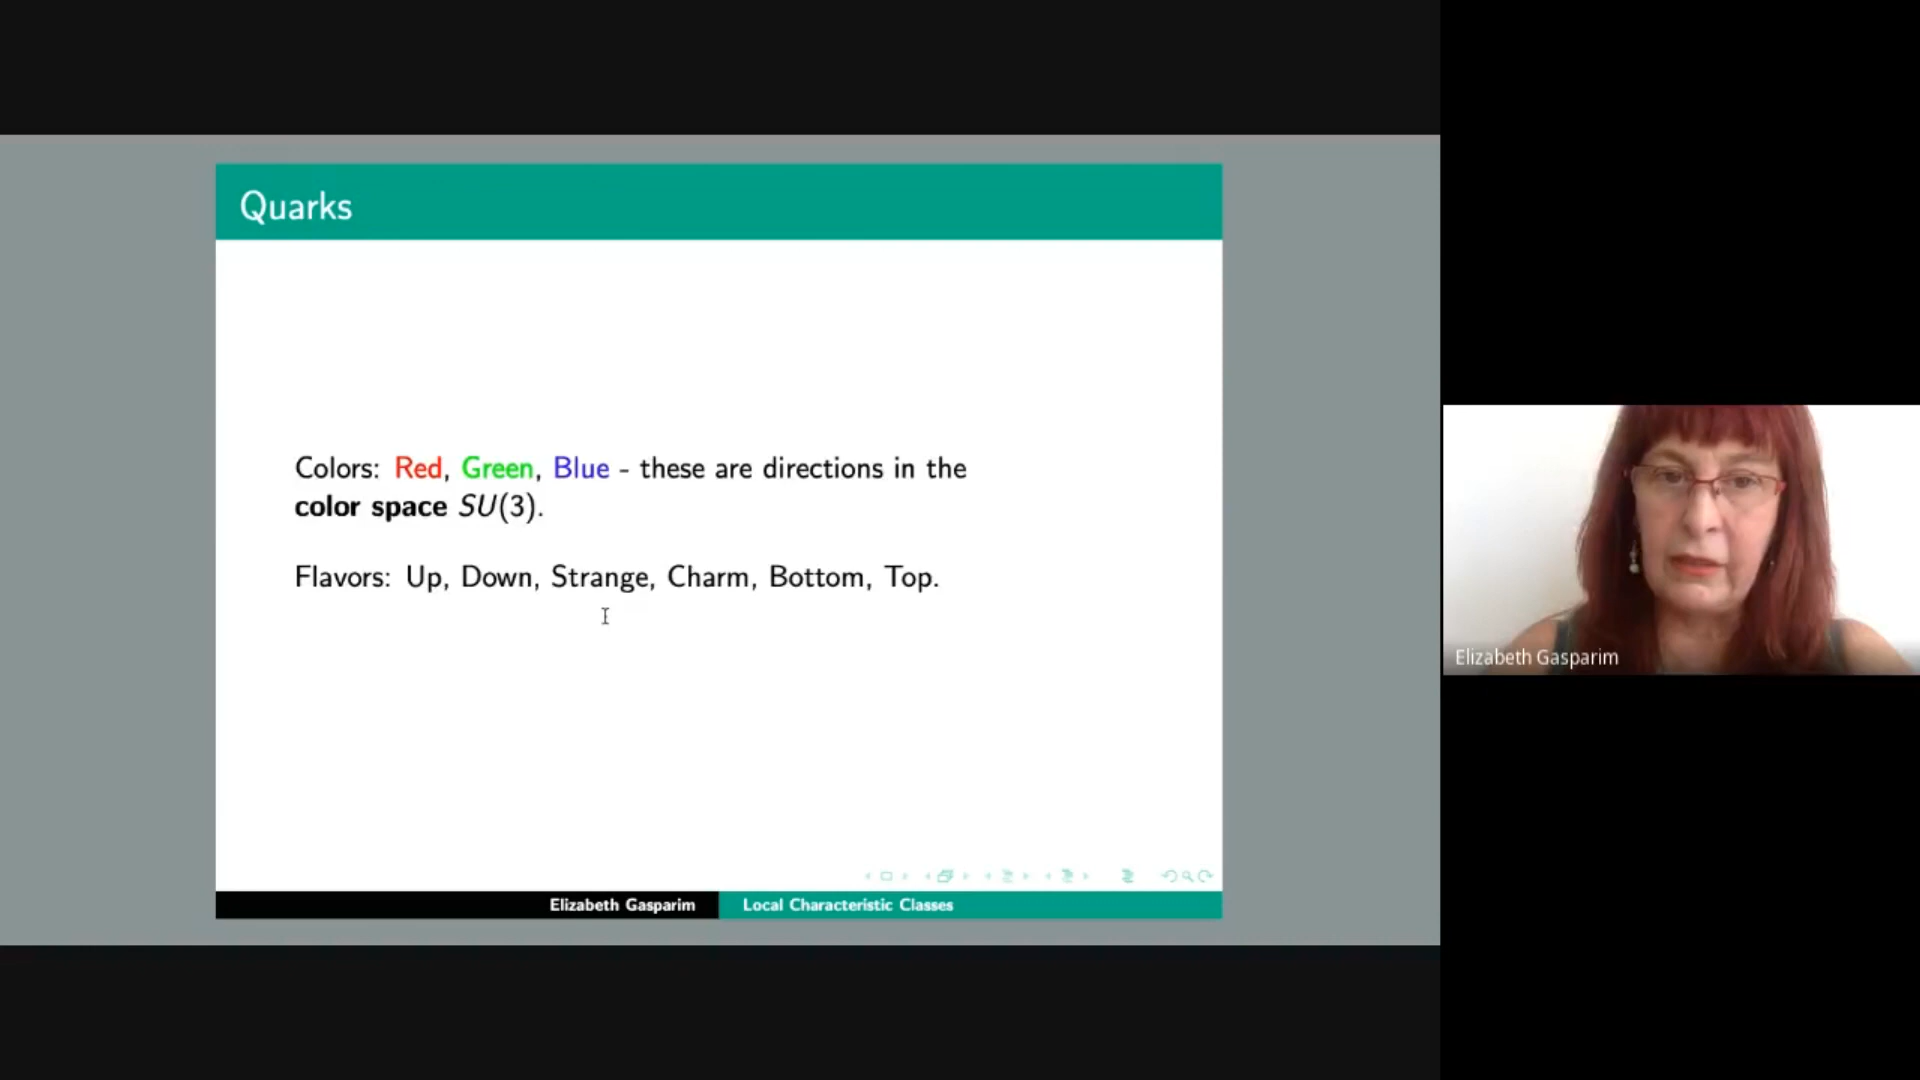 Quarks
Colors: Red, Green, Blue - these are directions in the
color space SU(3).
Flavors: Up, Down, Strange, Charm, Bottom, Top.
Elizabeth Gasparim
Local Characteristic Classes
Elizabeth Gasparim